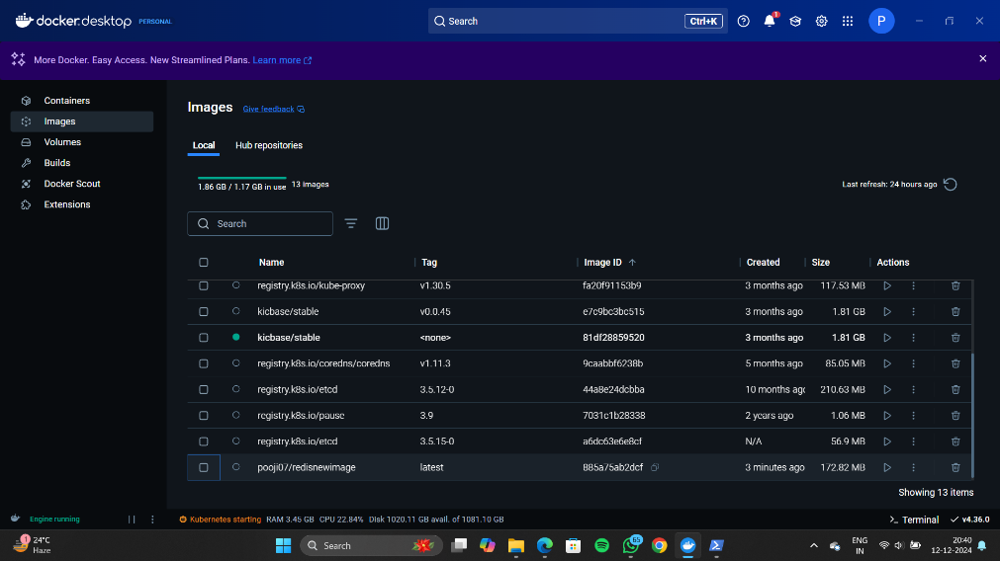 docker.desktop PERSONAL
Search Ctrl+K
1
P
More Docker. Easy Access. New Streamlined Plans. Learn more
Containers
Images
Volumes
Builds
Docker Scout
Extensions
Images Give feedback
Local Hub repositories
1.86 GB / 1.17 GB in use 13 images
Last refresh: 24 hours ago
Search
Name Tag Image ID Created Size Actions
registry.k8s.io/kube-proxy v1.30.5 fa20f91153b9 3 months ago 117.53 MB
kicbase/stable v0.0.45 e7c9bc3bc515 3 months ago 1.81 GB
kicbase/stable <none> 81df28859520 3 months ago 1.81 GB
registry.k8s.io/coredns/coredns v1.11.3 9caabbf6238b 5 months ago 85.05 MB
registry.k8s.io/etcd 3.5.12-0 44a8e24dcbba 10 months agc 210.63 MB
registry.k8s.io/pause 3.9 7031c1b28338 2 years ago 1.06 MB
registry.k8s.io/etcd 3.5.15-0 a6dc63e6e8cf N/A 56.9 MB
pooji07/redisnewimage latest 885a75ab2dcf 3 minutes ago 172.82 MB
Showing 13 items
Engine running
Kubernetes starting RAM 3.45 GB CPU 22.84% Disk 1020.11 GB avail. of 1081.10 GB
Terminal v4.36.0
1
24°C
Haze
Search
65
ENG
IN
20:40
12-12-2024